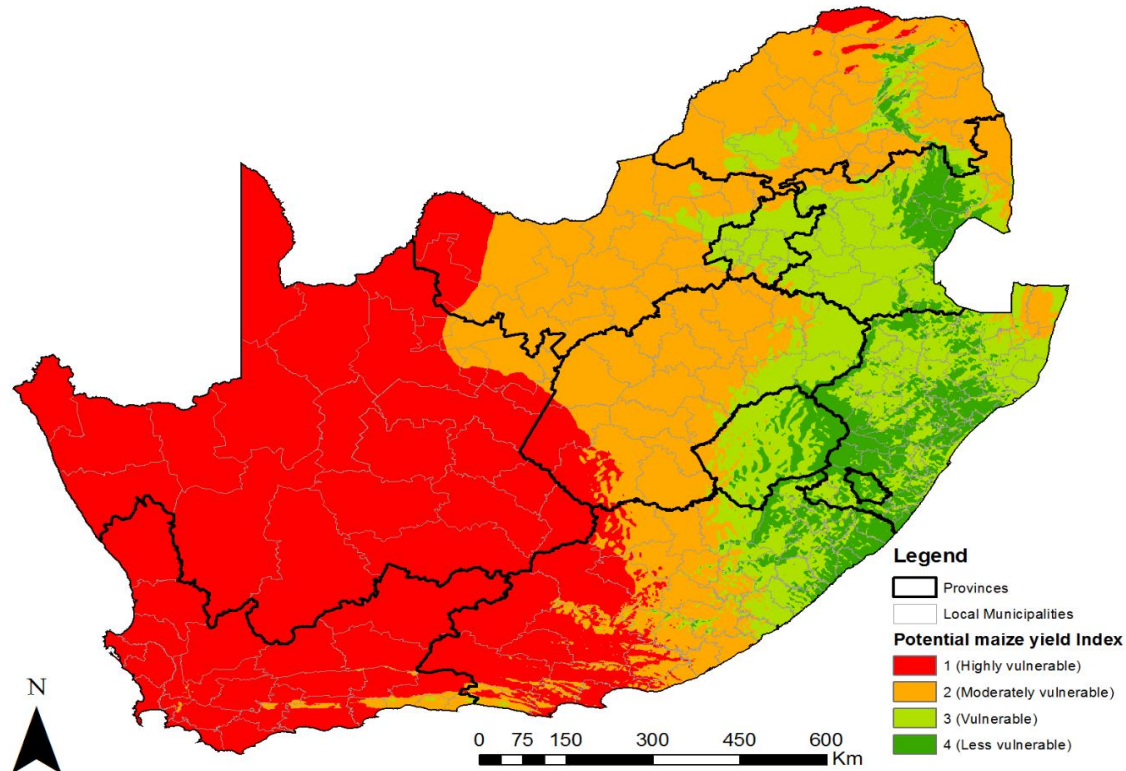 Legend
Provinces
Local Municipalities
Potential maize yield Index
1 (Highly vulnerable)
2 (Moderately vulnerable)
3 (Vulnerable)
4 (Less vulnerable)
N
0 75 150 300 450 600
Km